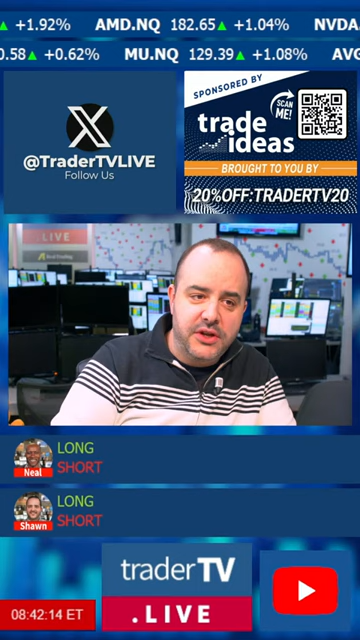 +1.92% AMD.NQ 182.65 +1.04% NVDA
0.58 +0.62% MU.NQ 129.39 +1.08% AVG
X
@TraderTVLIVE
Follow Us
SPONSORED BY
SCAN
ME!
trade
ideas
BROUGHT TO YOU BY
20%OFF:TRADERTV20
.LIVE
LONG
SHORT
Neal
LONG
SHORT
Shawn
traderTV
.LIVE
08:42:14 ET